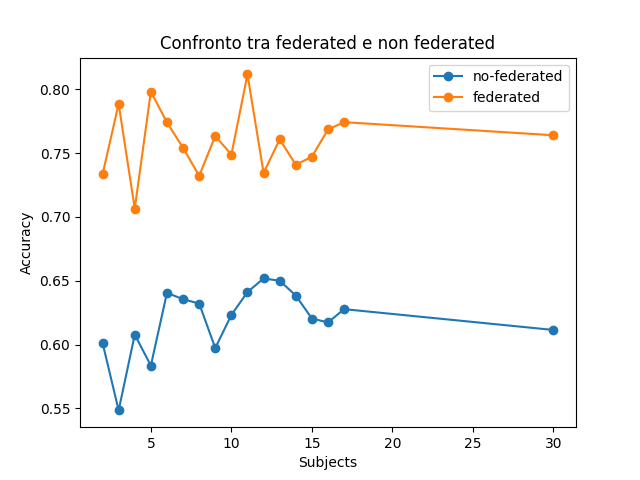 Confronto tra federated e non federated
no-federated
federated
0.80
0.75
0.70
0.65
0.60
0.55
Accuracy
5
10
15
20
25
30
Subjects